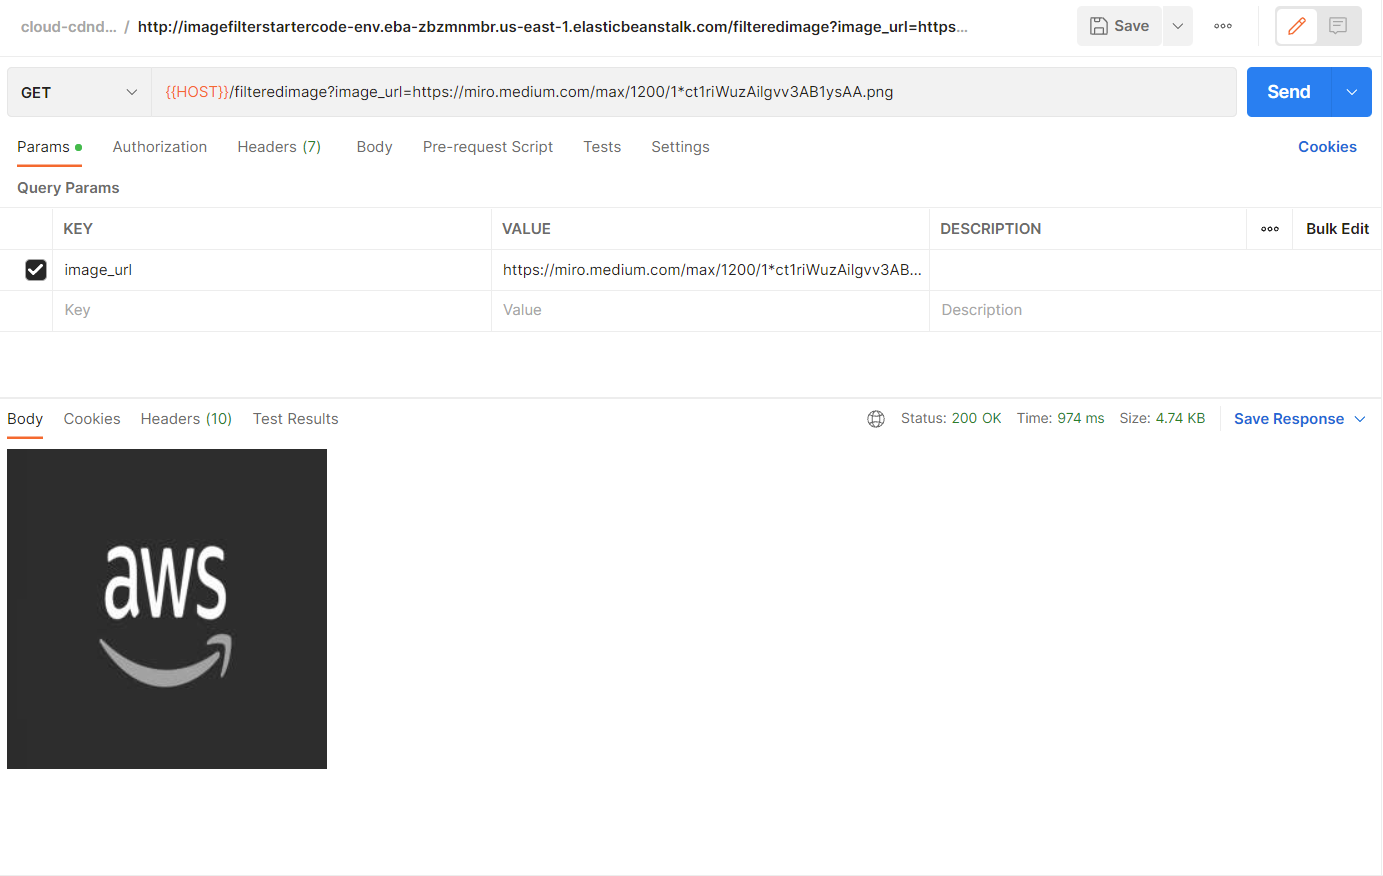 cloud-cdnd... / http://imagefilterstartercode-env.eba-zbzmnmbr.us-east-1.elasticbeanstalk.com/filteredimage?image_url=https... Save
GET {{HOST}}/filteredimage?image_url=https://miro.medium.com/max/1200/1*ct1riWuzAilgvv3AB1ysAA.png Send
Params Authorization Headers (7) Body Pre-request Script Tests Settings Cookies
Query Params
KEY VALUE DESCRIPTION Bulk Edit
image_url https://miro.medium.com/max/1200/1*ct1riWuzAilgvv3AB...
Key Value Description
Body Cookies Headers (10) Test Results Status: 200 OK Time: 974 ms Size: 4.74 KB Save Response
aws